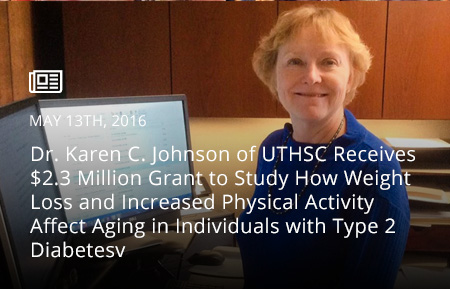 MAY 13TH, 2016
Dr. Karen C. Johnson of UTHSC Receives
$2.3 Million Grant to Study How Weight
Loss and Increased Physical Activity
Affect Aging in Individuals with Type 2
Diabetesv